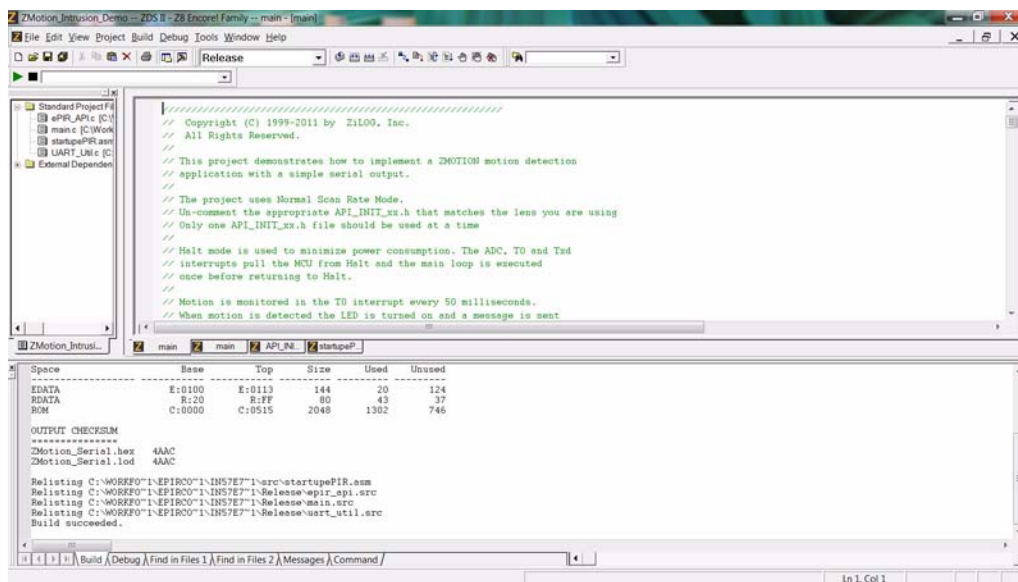 ZMotion_Intrusion_Demo -- ZDS II - Z8 Encore! Family -- main - [main]
File Edit View Project Build Debug Tools Window Help
Release
Standard Project Fil
ePIR_API.c [C:\
main.c [C:\Work
startupePIR.asm
UART_Util.c [C:
External Dependen
//////////////////////////////////////////////////////////////
// Copyright (C) 1999-2011 by ZiLOG, Inc.
// All Rights Reserved.
//
// This project demonstrates how to implement a ZMOTION motion detection
// application with a simple serial output.
//
// The project uses Normal Scan Rate Mode.
// Un-comment the appropriate API_INIT_xx.h that matches the lens you are using
// Only one API_INIT_xx.h file should be used at a time
//
// Halt mode is used to minimize power consumption. The ADC, T0 and Txd
// interrupts pull the MCU from Halt and the main loop is executed
// once before returning to Halt.
//
// Motion is monitored in the T0 interrupt every 50 milliseconds.
// When motion is detected the LED is turned on and a message is sent
ZMotion_Intrusi... main main API_INI... startupeP...
Space Base Top Size Used Unused
------------------ ----------- ----------- -------- -------- --------
EDATA E:0100 E:0113 144 20 124
RDATA R:20 R:FF 80 43 37
ROM C:0000 C:0515 2048 1302 746
OUTPUT CHECKSUM
===============
ZMotion_Serial.hex 4AAC
ZMotion_Serial.lod 4AAC
Relisting C:\WORKFO~1\EPIRCO~1\IN57E7~1\src\startupePIR.asm
Relisting C:\WORKFO~1\EPIRCO~1\IN57E7~1\Release\epir_api.src
Relisting C:\WORKFO~1\EPIRCO~1\IN57E7~1\Release\main.src
Relisting C:\WORKFO~1\EPIRCO~1\IN57E7~1\Release\uart_util.src
Build succeeded.
Build Debug Find in Files 1 Find in Files 2 Messages Command
Ln 1, Col 1